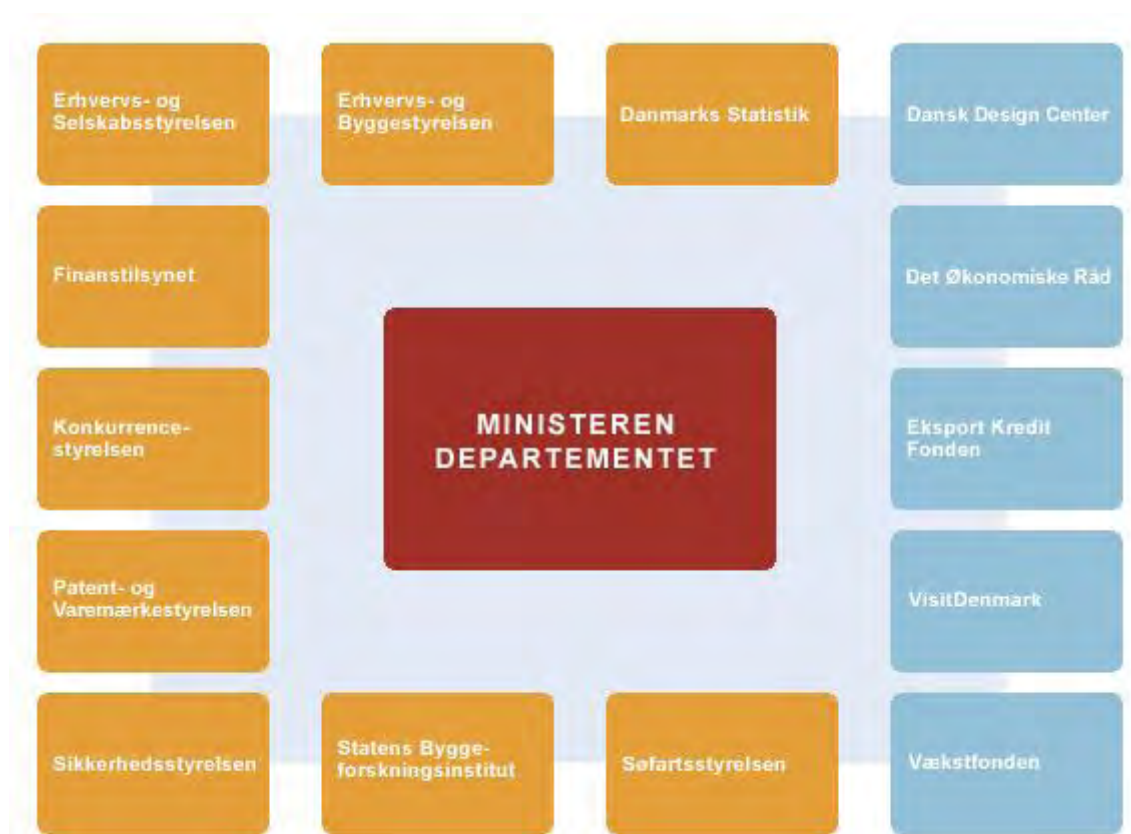 Erhvervs- og
Selskabsstyrelsen
Erhvervs- og
Byggestyrelsen
Danmarks Statistik
Dansk Design Center
Finanstilsynet
Det Økonomiske Råd
MINISTEREN
DEPARTEMENTET
Konkurrence-
styrelsen
Eksport Kredit
Fonden
Patent- og
Varemærkestyrelsen
VisitDenmark
Sikkerhedsstyrelsen
Statens Bygge-
forskningsinstitut
Søfartsstyrelsen
Vækstfonden